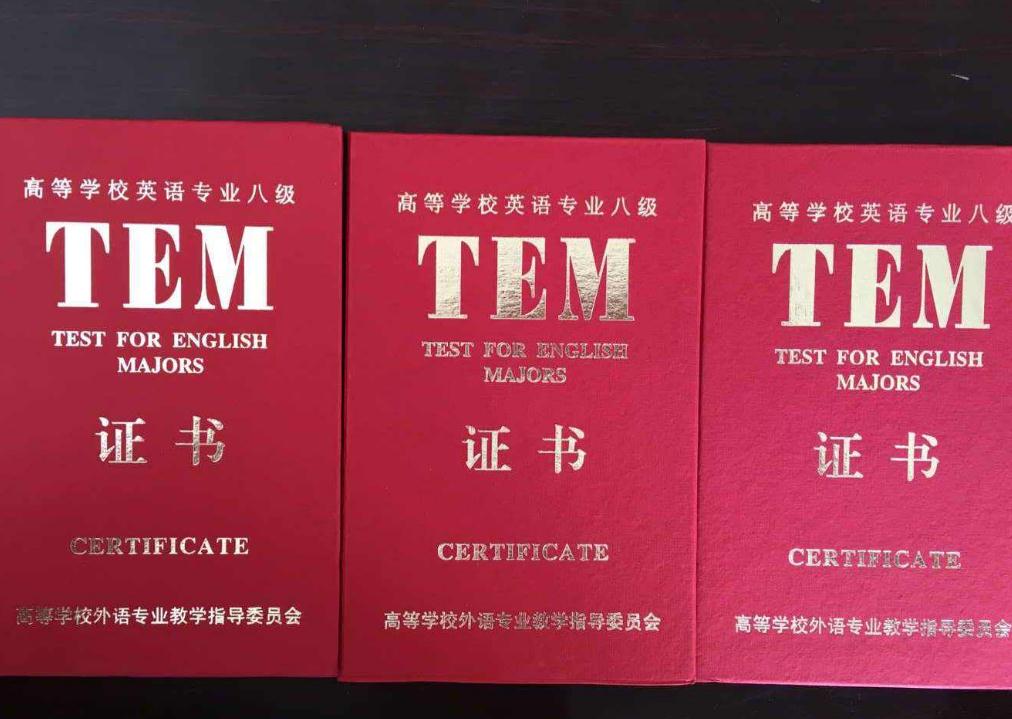 高等学校英语专业八级
TEM
TEST FOR ENGLISH
MAJORS
证书
CERTIFICATE
高等学校外语专业教学指导委员会
高等学校英语专业八级
TEM
TEST FOR ENGLISH
MAJORS
证书
CERTIFICATE
高等学校外语专业教学指导委员会
高等学校英语专业八级
TEM
TEST FOR ENGLISH
MAJORS
证书
CERTIFICATE
高等学校外语专业教学指导委员会